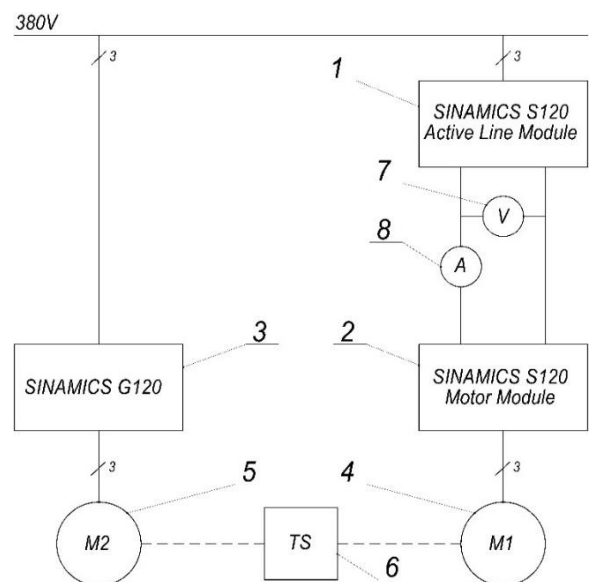 380V
3
3
1
SINAMICS S120
Active Line Module
7
V
8
A
3
2
SINAMICS G120
SINAMICS S120
Motor Module
3
3
5
4
M2
TS
M1
6